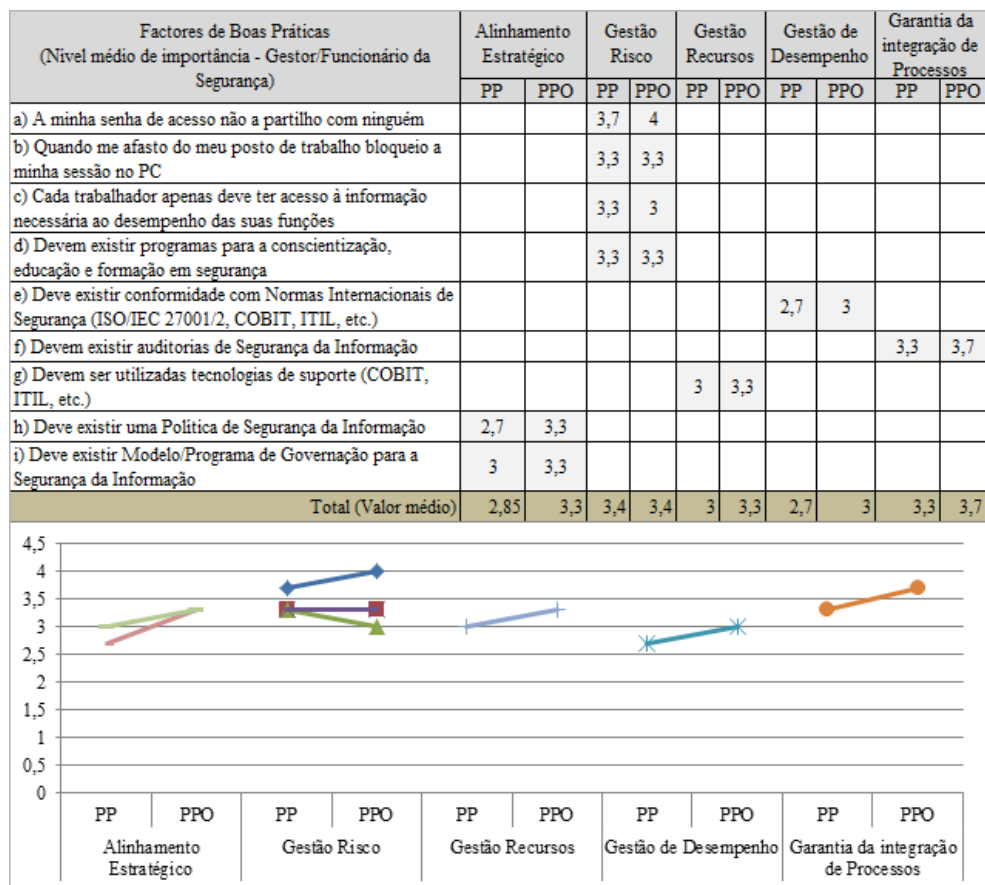 Factores de Boas Práticas
(Nível médio de importância - Gestor/Funcionário da
Segurança)
Alinhamento
Estratégico
Gestão
Risco
Gestão
Recursos
Gestão de
Desempenho
Garantia da
integração de
Processos
PP PPO PP PPO PP PPO PP PPO PP PPO
a) A minha senha de acesso não a partilho com ninguém 3,7 4
b) Quando me afasto do meu posto de trabalho bloqueio a
minha sessão no PC 3,3 3,3
c) Cada trabalhador apenas deve ter acesso à informação
necessária ao desempenho das suas funções 3,3 3
d) Devem existir programas para a conscientização,
educação e formação em segurança 3,3 3,3
e) Deve existir conformidade com Normas Internacionais de
Segurança (ISO/IEC 27001/2, COBIT, ITIL, etc.) 2,7 3
f) Devem existir auditorias de Segurança da Informação 3,3 3,7
g) Devem ser utilizadas tecnologias de suporte (COBIT,
ITIL, etc.) 3 3,3
h) Deve existir uma Política de Segurança da Informação 2,7 3,3
i) Deve existir Modelo/Programa de Governação para a
Segurança da Informação 3 3,3
Total (Valor médio) 2,85 3,3 3,4 3,4 3 3,3 2,7 3 3,3 3,7
4,5
4
3,5
3
2,5
2
1,5
1
0,5
0
PP PPO PP PPO PP PPO PP PPO PP PPO
Alinhamento
Estratégico
Gestão Risco
Gestão Recursos
Gestão de Desempenho
Garantia da integração
de Processos